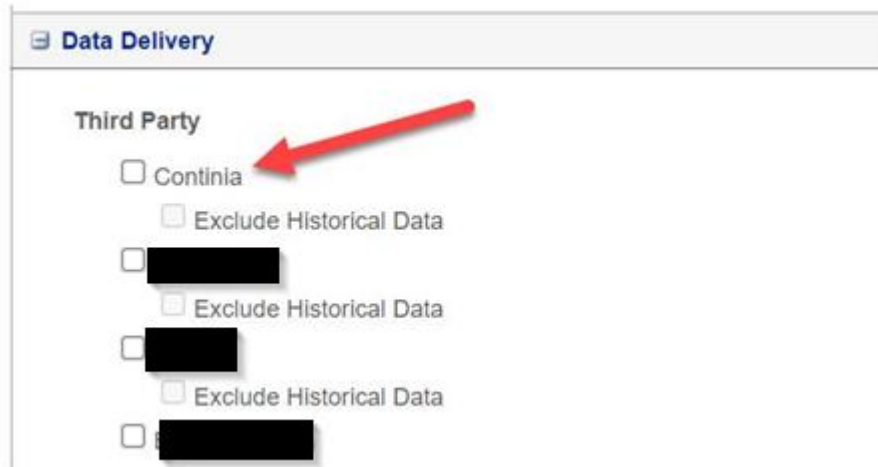 Data Delivery
Third Party
Continia
Exclude Historical Data
Exclude Historical Data
Exclude Historical Data